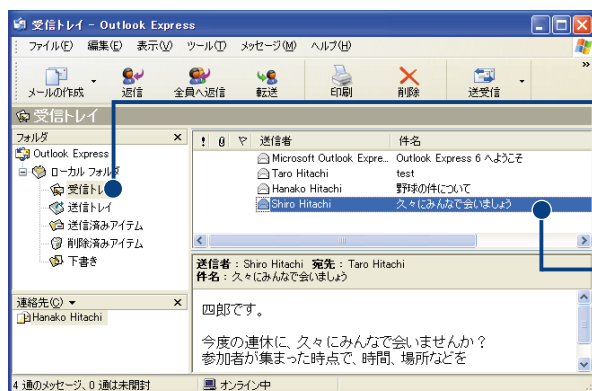 受信トレイ - Outlook Express
ファイル(F) 編集(E) 表示(V) ツール(T) メッセージ(M) ヘルプ(H)
メールの作成 返信 全員へ返信 転送 印刷 削除 送受信
受信トレイ
フォルダ
Outlook Express
ローカル フォルダ
受信トレ
送信トレイ
送信済みアイテム
削除済みアイテム
下書き
連絡先(C)
Hanako Hitachi
送信者 件名
Microsoft Outlook Expre... Outlook Express 6 へようこそ
Taro Hitachi test
Hanako Hitachi 野球の件について
Shiro Hitachi 久々にみんなで会いましょう
送信者:Shiro Hitachi 宛先:Taro Hitachi
件名:久々にみんなで会いましょう
四郎です。
今度の連休に、久々にみんなで会いませんか?
参加者が集まった時点で、時間、場所などを
4 通のメッセージ、0 通は未開封 オンライン中